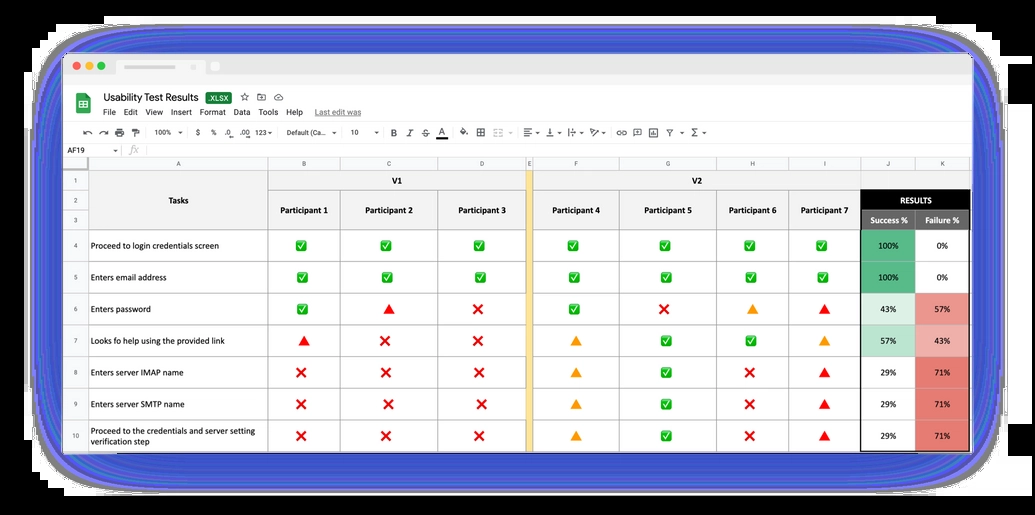 Usability Test Results .XLSX
File Edit View Insert Format Data Tools Help Last edit was
100% $ % .0 .00 123 Default (Ca... 10 B I S A
AF19 fx
A B C D E F G H I J K
1 V1 V2
2 Tasks Participant 1 Participant 2 Participant 3 Participant 4 Participant 5 Participant 6 Participant 7 RESULTS
3 Success % Failure %
4 Proceed to login credentials screen 100% 0%
5 Enters email address 100% 0%
6 Enters password 43% 57%
7 Looks fo help using the provided link 57% 43%
8 Enters server IMAP name 29% 71%
9 Enters server SMTP name 29% 71%
10 Proceed to the credentials and server setting 29% 71%
verification step